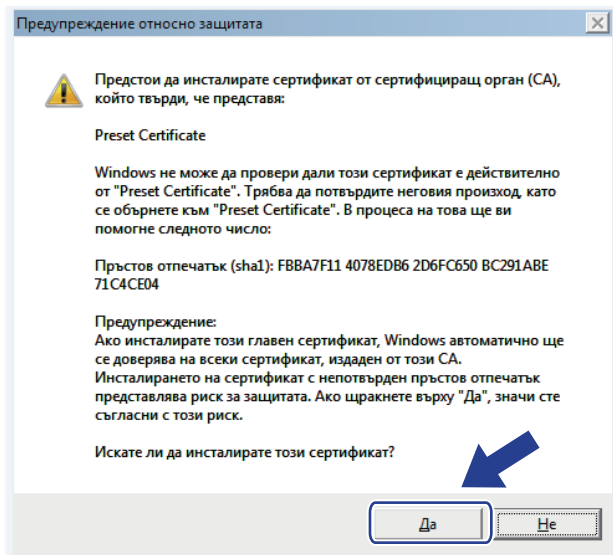 Предупреждение относно защитата
Предстои да инсталирате сертификат от сертифициращ орган (CA),
който твърди, че представя:
Preset Certificate
Windows не може да провери дали този сертификат е действително
от "Preset Certificate". Трябва да потвърдите неговия произход, като
се обърнете към "Preset Certificate". В процеса на това ще ви
помогне следното число:
Пръстов отпечатък (sha1): FBBA7F11 4078EDB6 2D6FC650 BC291ABE
71C4CE04
Предупреждение:
Ако инсталирате този главен сертификат, Windows автоматично ще
се доверява на всеки сертификат, издаден от този CA.
Инсталирането на сертификат с непотвърден пръстов отпечатък
представлява риск за защитата. Ако щракнете върху "Да", значи сте
съгласни с този риск.
Искате ли да инсталирате този сертификат?
Да
Не